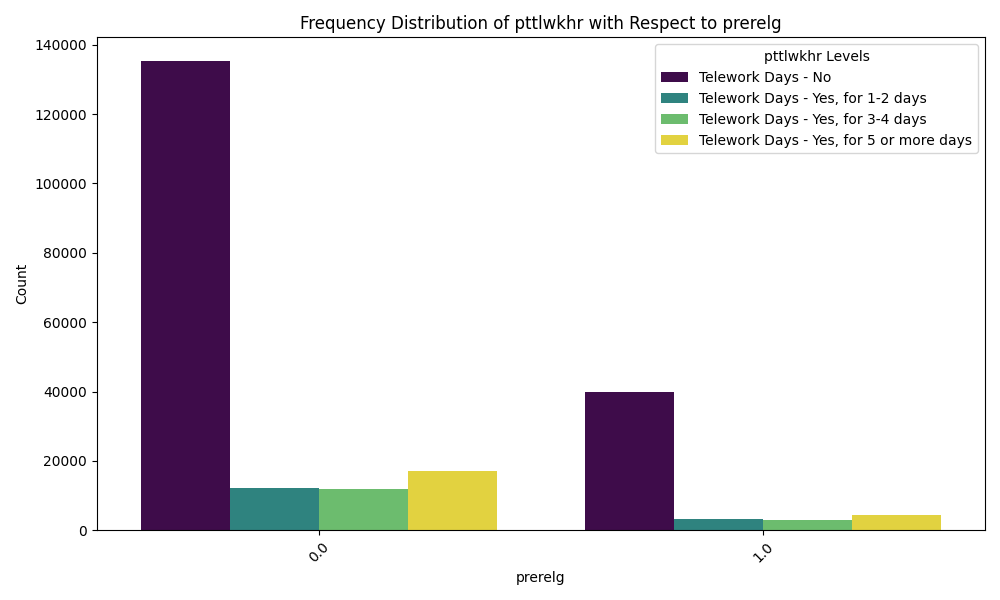 Frequency Distribution of pttlwkhr with Respect to prerelg
140000
120000
100000
80000
60000
40000
20000
0
Count
pttlwkhr Levels
Telework Days - No
Telework Days - Yes, for 1-2 days
Telework Days - Yes, for 3-4 days
Telework Days - Yes, for 5 or more days
0.0
1.0
prerelg